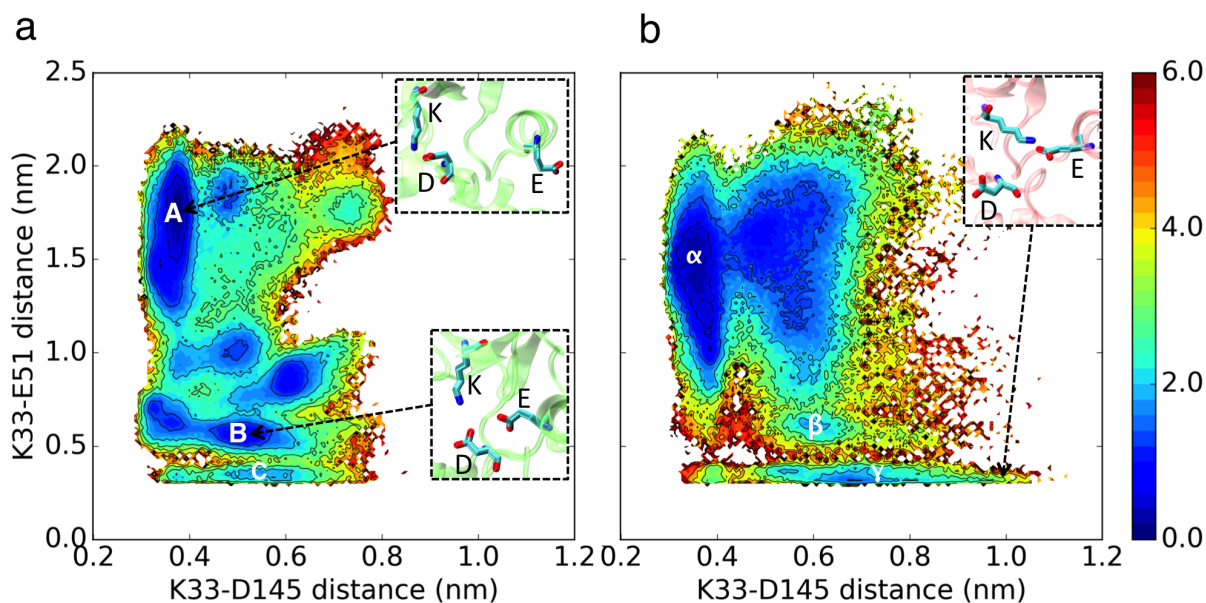 a
b
2.5
2.0
1.5
1.0
0.5
0.0
K33-E51 distance (nm)
0.2
0.4
0.6
0.8
1.0
1.2
K33-D145 distance (nm)
A
B
C
K
D
E
K
E
D
0.2
0.4
0.6
0.8
1.0
1.2
K33-D145 distance (nm)
α
β
γ
K
E
D
6.0
4.0
2.0
0.0